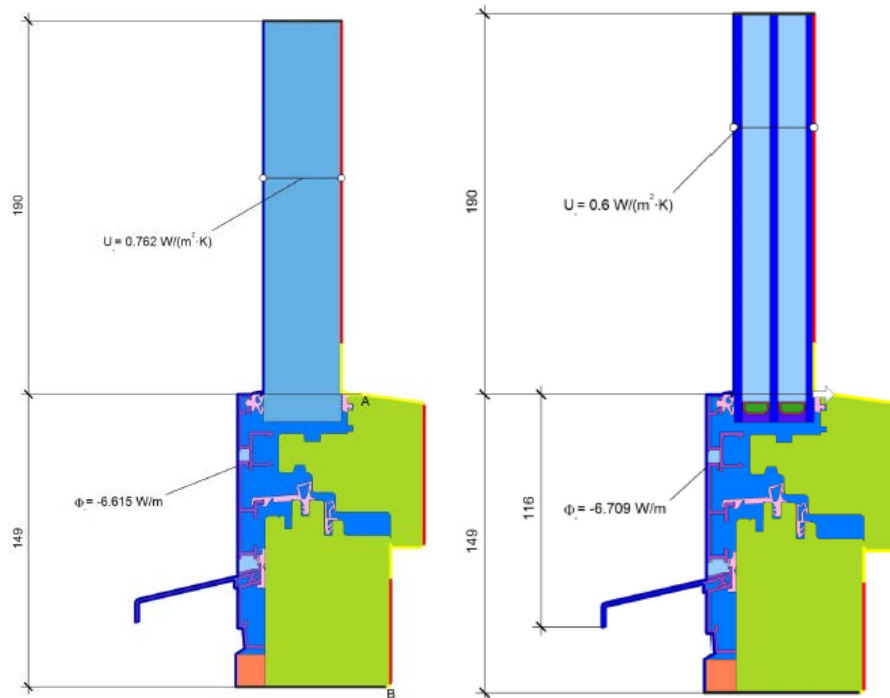 190
U = 0.762 W/(m²·K)
A
Φ = -6.615 W/m
149
B
190
U = 0.6 W/(m²·K)
116
Φ = -6.709 W/m
149